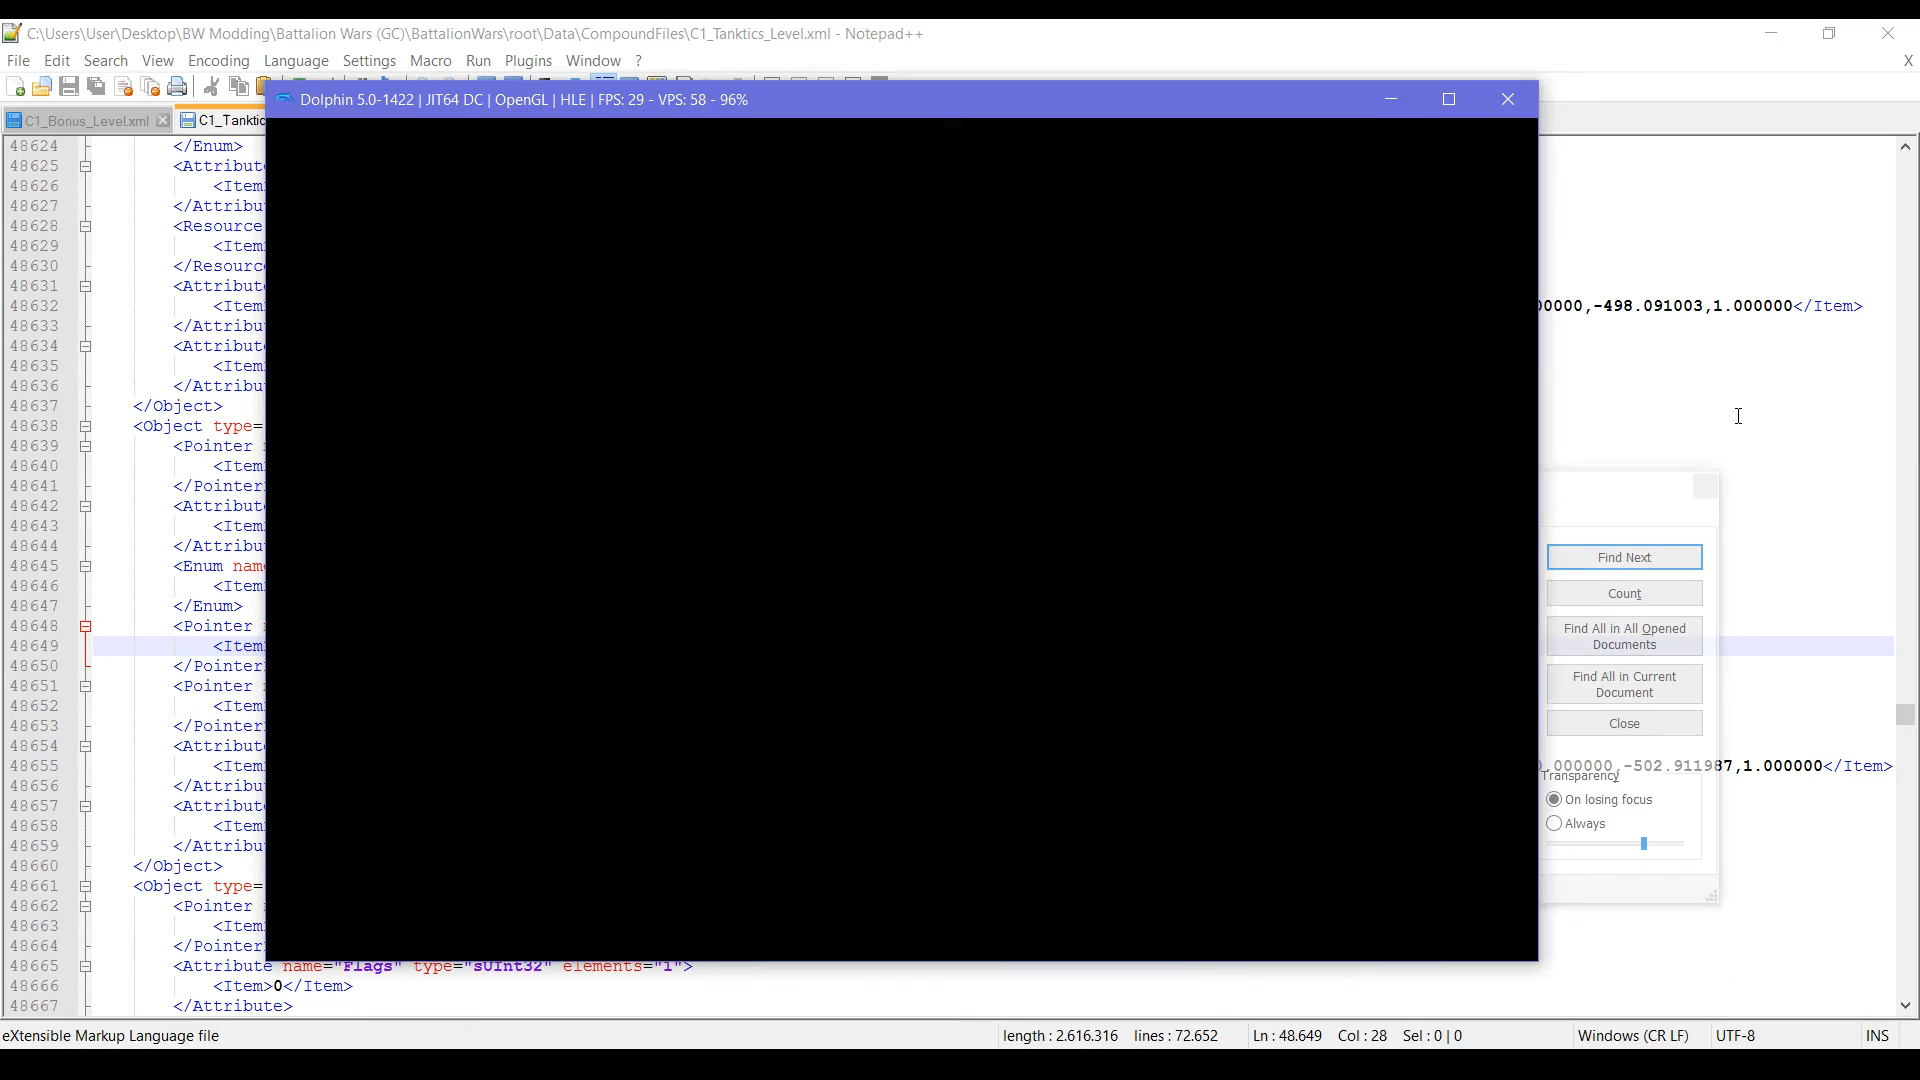 C:\Users\User\Desktop\BW Modding\Battalion Wars (GC)\BattalionWars\root\Data\CompoundFiles\C1_Tanktics_Level.xml - Notepad++
File Edit Search View Encoding Language Settings Macro Run Plugins Window ? X
Dolphin 5.0-1422 | JIT64 DC | OpenGL | HLE | FPS: 29 - VPS: 58 - 96%
C1_Bonus_Level.xml C1_Tanktic
48624 </Enum>
48625 <Attribut
48626 <Item
48627 </Attribu
48628 <Resource
48629 <Item
48630 </Resourc
48631 <Attribut
48632 <Item 0000,-498.091003,1.000000</Item>
48633 </Attribu
48634 <Attribut
48635 <Item
48636 </Attribu
48637 </Object>
48638 <Object type=
48639 <Pointer
48640 <Item
48641 </Pointer
48642 <Attribut
48643 <Item
48644 </Attribu
48645 <Enum nam
48646 <Item
48647 </Enum>
48648 <Pointer
48649 <Item
48650 </Pointer
48651 <Pointer
48652 <Item
48653 </Pointer
48654 <Attribut
48655 <Item .000000,-502.911987,1.000000</Item>
48656 </Attribu
48657 <Attribut
48658 <Item
48659 </Attribu
48660 </Object>
48661 <Object type=
48662 <Pointer
48663 <Item
48664 </Pointer
48665 <Attribute name="Flags" type="sUInt32" elements="1">
48666 <Item>0</Item>
48667 </Attribute>
Find Next
Count
Find All in All Opened
Documents
Find All in Current
Document
Close
Transparency
On losing focus
Always
eXtensible Markup Language file length : 2.616.316 lines : 72.652 Ln : 48.649 Col : 28 Sel : 0 | 0 Windows (CR LF) UTF-8 INS